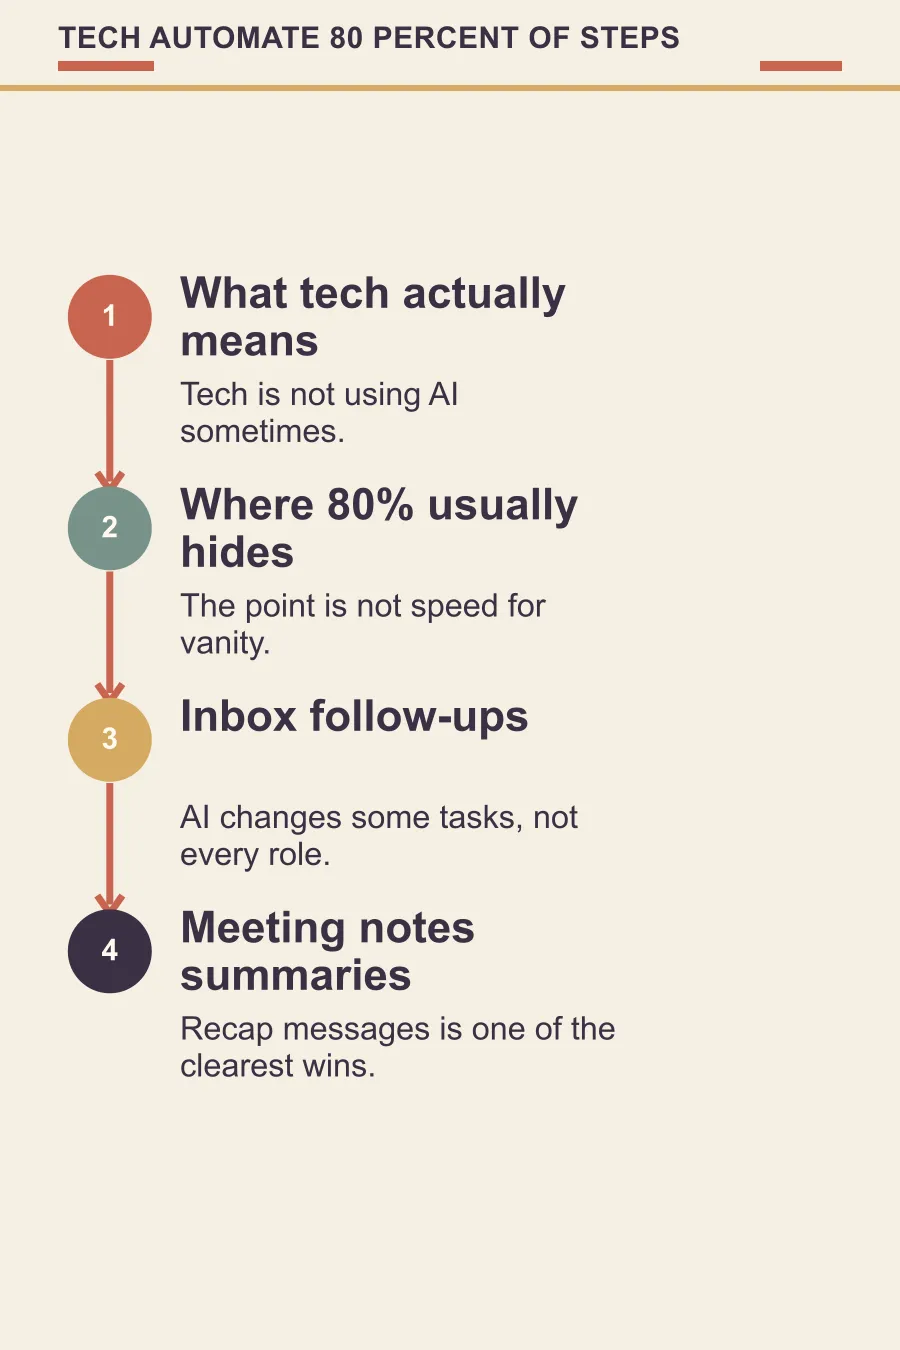 TECH AUTOMATE 80 PERCENT OF STEPS
1
What tech actually
means
Tech is not using AI
sometimes.
2
Where 80% usually
hides
The point is not speed for
vanity.
3
Inbox follow-ups
AI changes some tasks, not
every role.
4
Meeting notes
summaries
Recap messages is one of the
clearest wins.